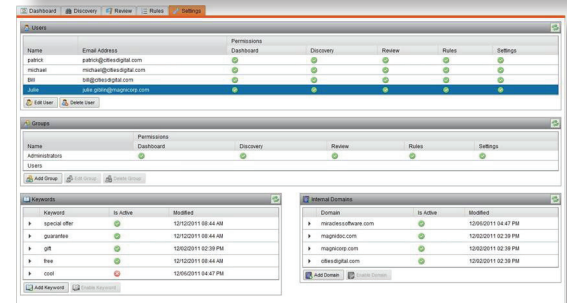 Dashboard Discovery Review Rules Settings
Users
Permissions
Name Email Address Dashboard Discovery Review Rules Settings
patrick patrick@citiesdigital.com
michael michael@citiesdigital.com
Bill bill@citiesdigital.com
Julie julie.giblin@magnicorp.com
Edit User Delete User
Groups
Permissions
Name Dashboard Discovery Review Rules Settings
Administrators
Users
Add Group Edit Group Delete Group
Keywords
Keyword Is Active Modified
special offer 12/12/2011 08:44 AM
guarantee 12/12/2011 08:44 AM
gift 12/02/2011 02:39 PM
free 12/12/2011 08:44 AM
cool 12/06/2011 04:47 PM
Add Keyword Enable Keyword
Internal Domains
Domain Is Active Modified
miraclessoftware.com 12/06/2011 04:47 PM
magnidoc.com 12/02/2011 02:39 PM
magnicorp.com 12/02/2011 02:39 PM
citiesdigital.com 12/02/2011 02:39 PM
Add Domain Enable Domain